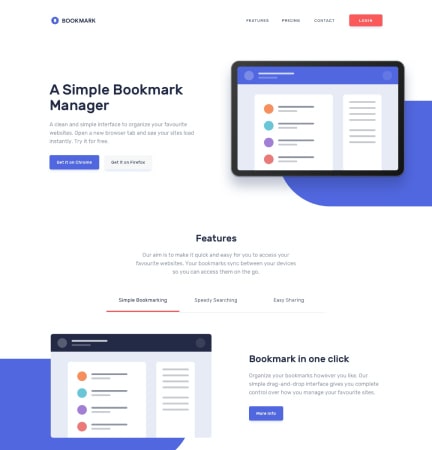 BOOKMARK
FEATURES PRICING CONTACT LOGIN
A Simple Bookmark
Manager
A clean and simple interface to organize your favourite
websites. Open a new browser tab and see your sites load
instantly. Try it for free.
Get it on Chrome Get it on Firefox
Features
Our aim is to make it quick and easy for you to access your
favourite websites. Your bookmarks sync between your devices
so you can access them on the go.
Simple Bookmarking Speedy Searching Easy Sharing
Bookmark in one click
Organize your bookmarks however you like. Our
simple drag-and-drop interface gives you complete
control over how you manage your favourite sites.
More Info